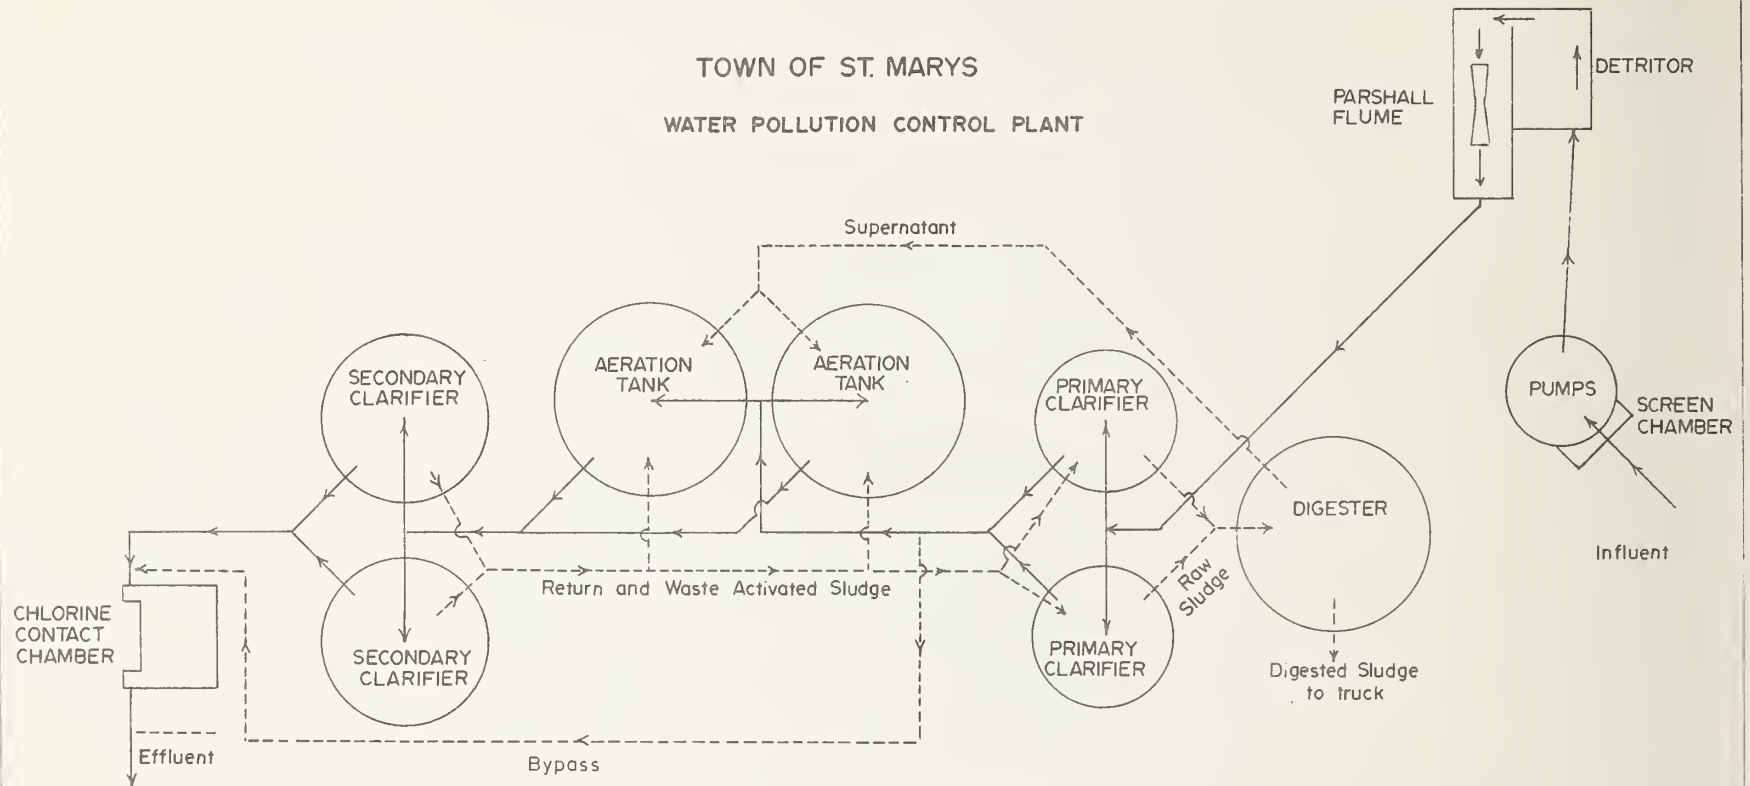 TOWN OF ST. MARYS
WATER POLLUTION CONTROL PLANT
DETRITOR
PARSHALL
FLUME
Supernatant
AERATION
TANK
AERATION
TANK
SECONDARY
CLARIFIER
PRIMARY
CLARIFIER
PUMPS
SCREEN
CHAMBER
DIGESTER
Influent
Return and Waste Activated Sludge
Raw
Sludge
CHLORINE
CONTACT
CHAMBER
SECONDARY
CLARIFIER
PRIMARY
CLARIFIER
Digested Sludge
to truck
Effluent
Bypass